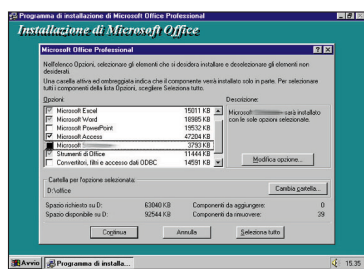 Programma di installazione di Microsoft Office Professional
Installazione di Microsoft Office
Microsoft Office Professional
Nell'elenco Opzioni, selezionare gli elementi che si desidera installare e deselezionare gli elementi non
desiderati.
Una casella attiva ed ombreggiata indica che il componente verrà installato solo in parte. Per selezionare
tutti i componenti della lista Opzioni, scegliere Seleziona tutto.
Opzioni: Descrizione:
Microsoft Excel 15011 KB
Microsoft Word 18985 KB
Microsoft PowerPoint 19532 KB
Microsoft Access 47204 KB
Microsoft 3793 KB
Strumenti di Office 11444 KB
Convertitori, filtri e accesso dati ODBC 14591 KB
Microsoft sarà installato
con le sole opzioni selezionate.
Modifica opzione...
Cartella per l'opzione selezionata:
D:\office
Cambia cartella...
Spazio richiesto su D: 63040 KB Componenti da aggiungere: 0
Spazio disponibile su D: 92544 KB Componenti da rimuovere: 39
Continua Annulla Seleziona tutto
Avvio Programma di installa... 15.35